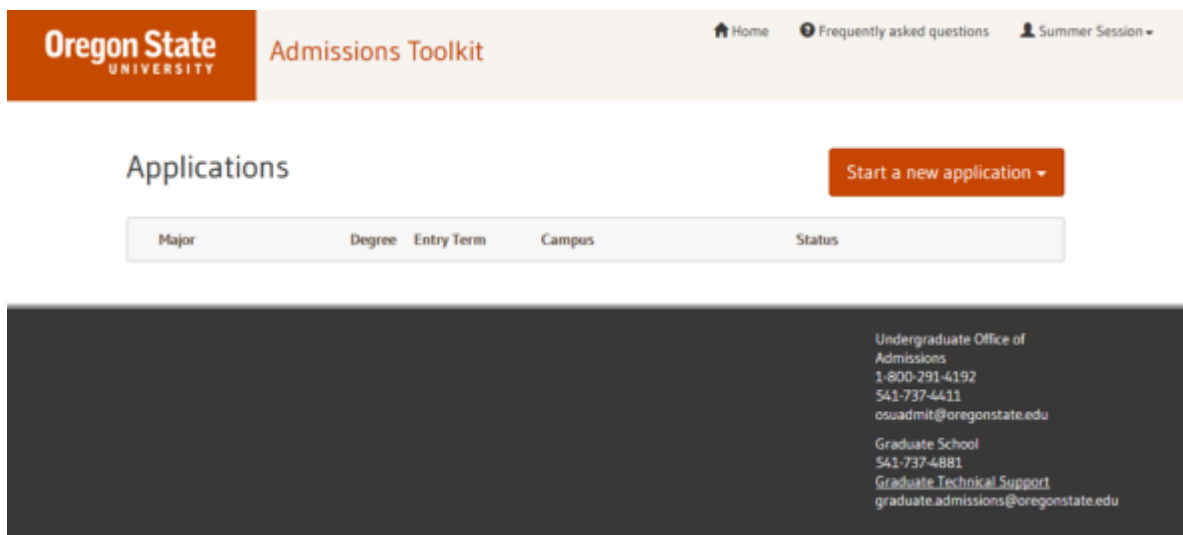 Oregon State
UNIVERSITY
Admissions Toolkit
Home
Frequently asked questions
Summer Session
Applications
Start a new application
Major Degree Entry Term Campus Status
Undergraduate Office of
Admissions
1-800-291-4192
541-737-4411
osuadmit@oregonstate.edu
Graduate School
541-737-4881
Graduate Technical Support
graduate.admissions@oregonstate.edu